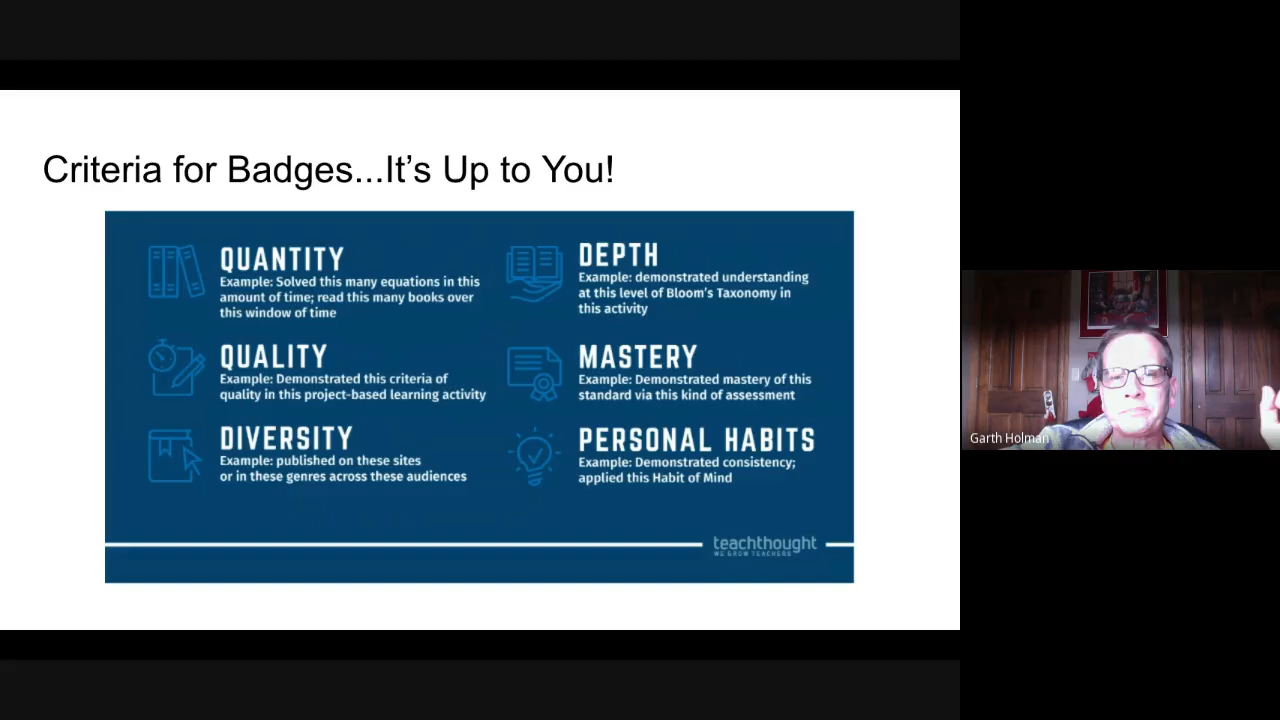 Criteria for Badges...It’s Up to You!
QUANTITY
Example: Solved this many equations in this
amount of time; read this many books over
this window of time
QUALITY
Example: Demonstrated this criteria of
quality in this project-based learning activity
DIVERSITY
Example: published on these sites
or in these genres across these audiences
DEPTH
Example: demonstrated understanding
at this level of Bloom's Taxonomy in
this activity
MASTERY
Example: Demonstrated mastery of this
standard via this kind of assessment
PERSONAL HABITS
Example: Demonstrated consistency;
applied this Habit of Mind
teachthought
WE GROW TEACHERS
Garth Holman